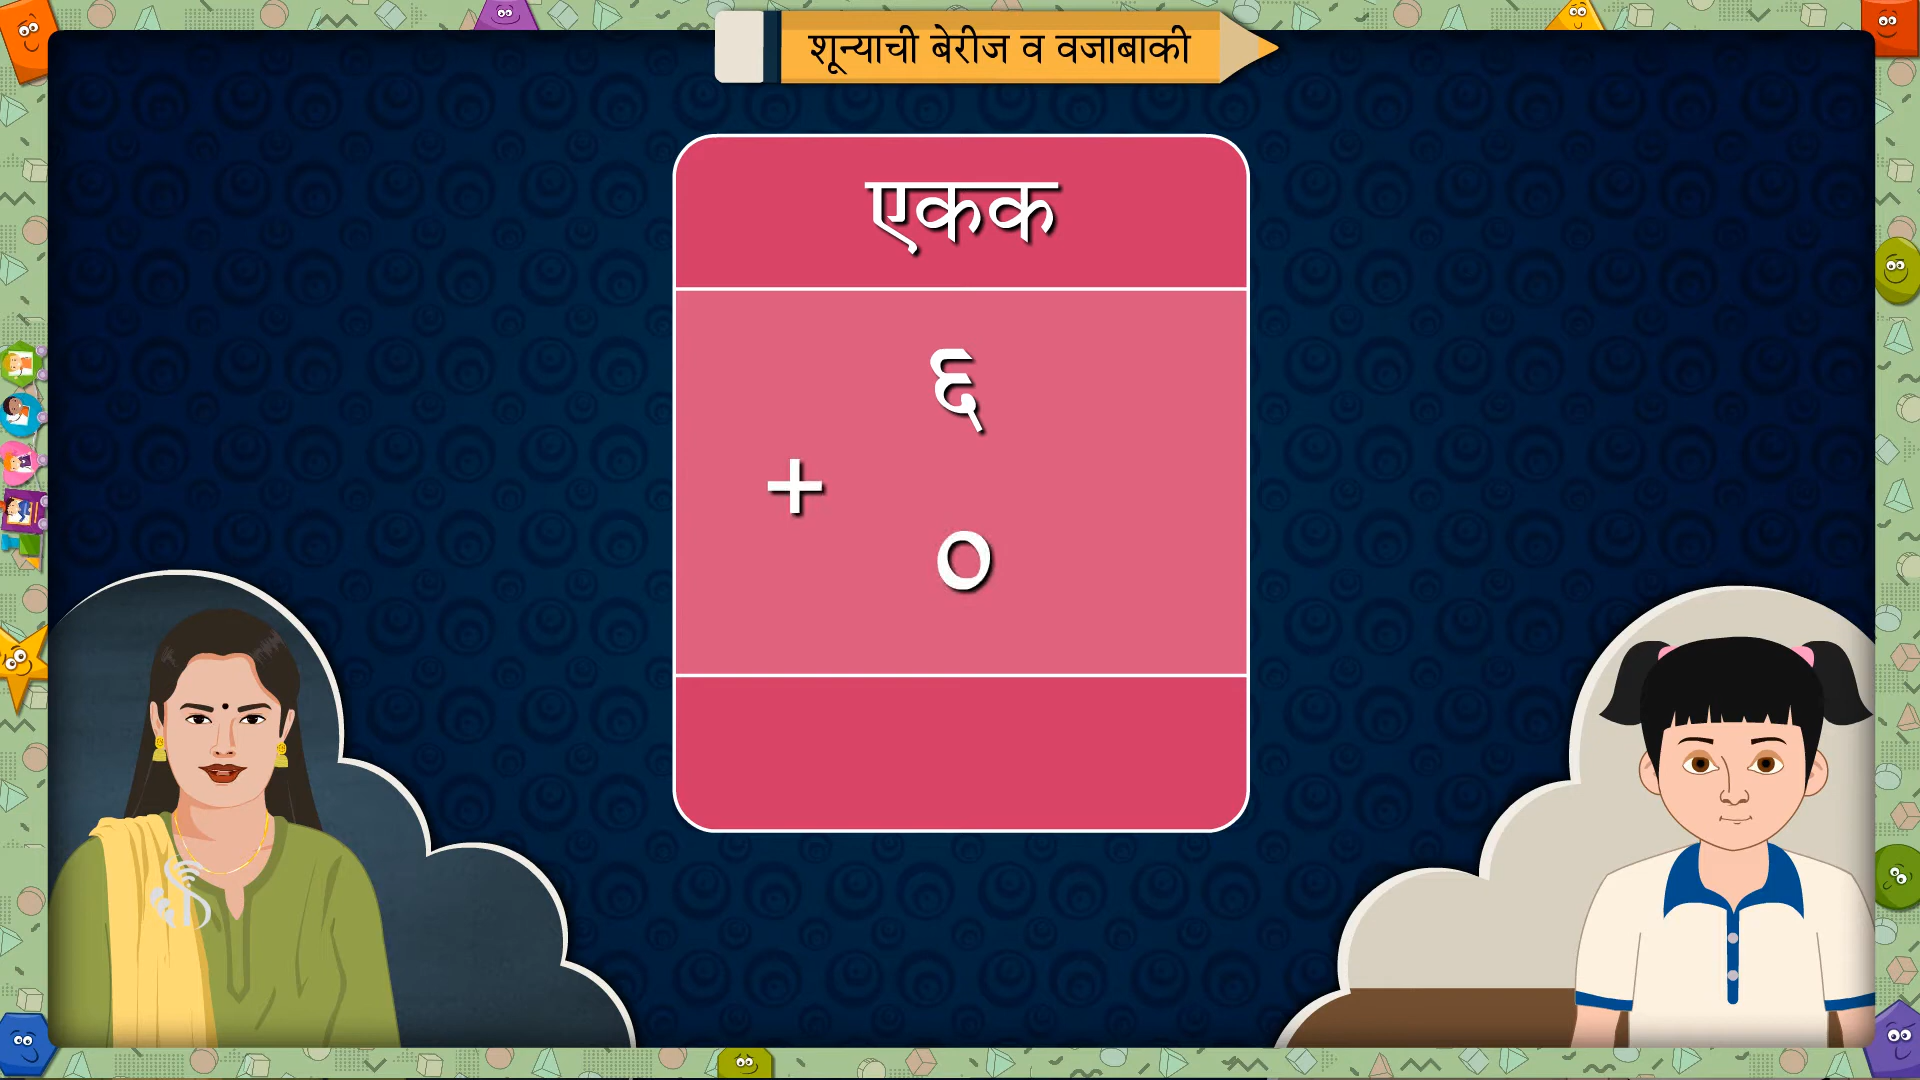 शून्याची बेरीज व वजाबाकी
एकक
६
+
०